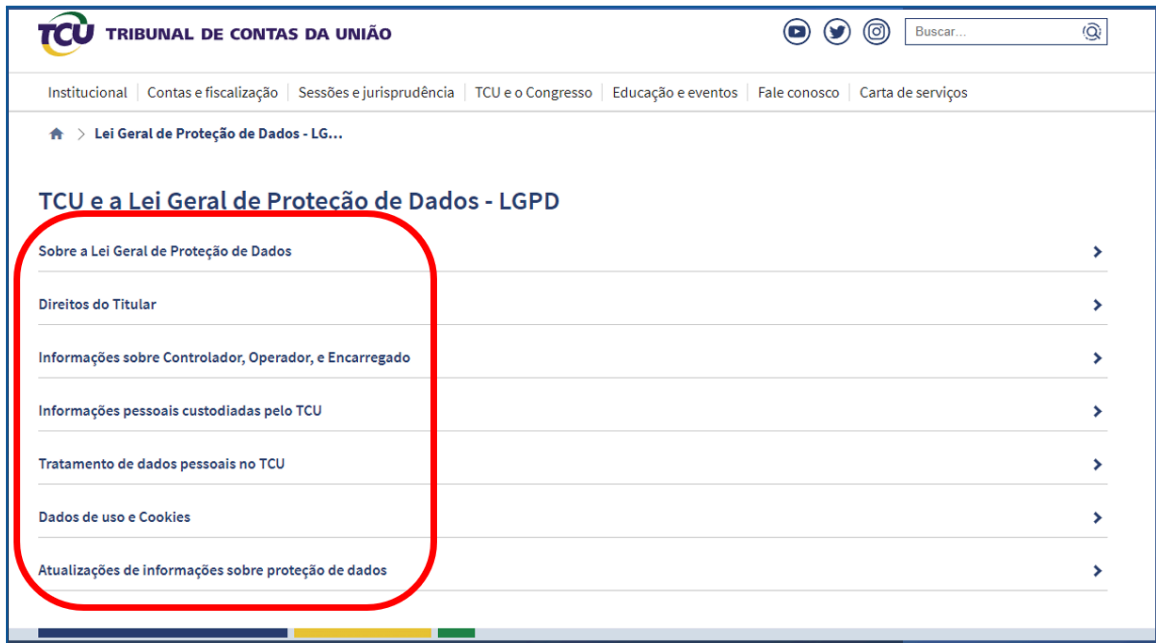 TCU TRIBUNAL DE CONTAS DA UNIÃO
Buscar...
Institucional Contas e fiscalização Sessões e jurisprudência TCU e o Congresso Educação e eventos Fale conosco Carta de serviços
> Lei Geral de Proteção de Dados - LG...
TCU e a Lei Geral de Proteção de Dados - LGPD
Sobre a Lei Geral de Proteção de Dados
Direitos do Titular
Informações sobre Controlador, Operador, e Encarregado
Informações pessoais custodiadas pelo TCU
Tratamento de dados pessoais no TCU
Dados de uso e Cookies
Atualizações de informações sobre proteção de dados